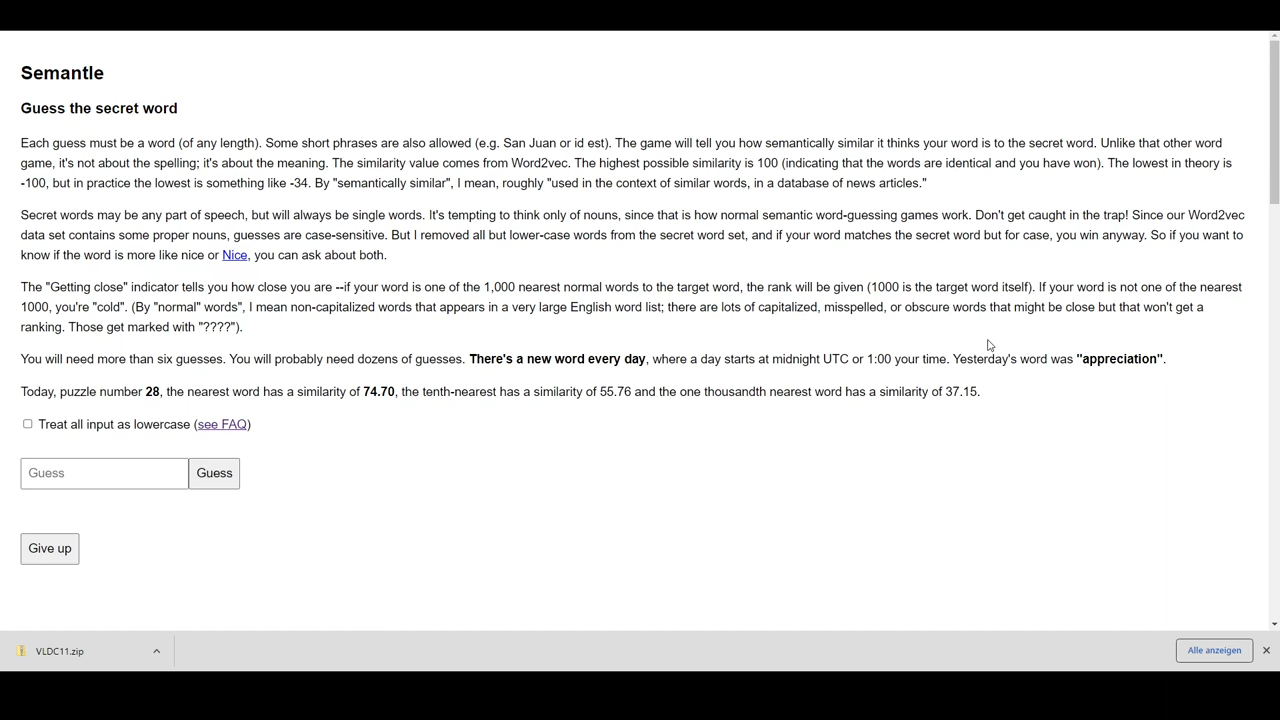 Semantle
Guess the secret word
Each guess must be a word (of any length). Some short phrases are also allowed (e.g. San Juan or id est). The game will tell you how semantically similar it thinks your word is to the secret word. Unlike that other word
game, it's not about the spelling; it's about the meaning. The similarity value comes from Word2vec. The highest possible similarity is 100 (indicating that the words are identical and you have won). The lowest in theory is
-100, but in practice the lowest is something like -34. By "semantically similar", I mean, roughly "used in the context of similar words, in a database of news articles."
Secret words may be any part of speech, but will always be single words. It's tempting to think only of nouns, since that is how normal semantic word-guessing games work. Don't get caught in the trap! Since our Word2vec
data set contains some proper nouns, guesses are case-sensitive. But I removed all but lower-case words from the secret word set, and if your word matches the secret word but for case, you win anyway. So if you want to
know if the word is more like nice or Nice, you can ask about both.
The "Getting close" indicator tells you how close you are --if your word is one of the 1,000 nearest normal words to the target word, the rank will be given (1000 is the target word itself). If your word is not one of the nearest
1000, you're "cold". (By "normal" words", I mean non-capitalized words that appears in a very large English word list; there are lots of capitalized, misspelled, or obscure words that might be close but that won't get a
ranking. Those get marked with "????").
You will need more than six guesses. You will probably need dozens of guesses. There's a new word every day, where a day starts at midnight UTC or 1:00 your time. Yesterday's word was "appreciation".
Today, puzzle number 28, the nearest word has a similarity of 74.70, the tenth-nearest has a similarity of 55.76 and the one thousandth nearest word has a similarity of 37.15.
Treat all input as lowercase (see FAQ)
Guess Guess
Give up
VLDC11.zip Alle anzeigen